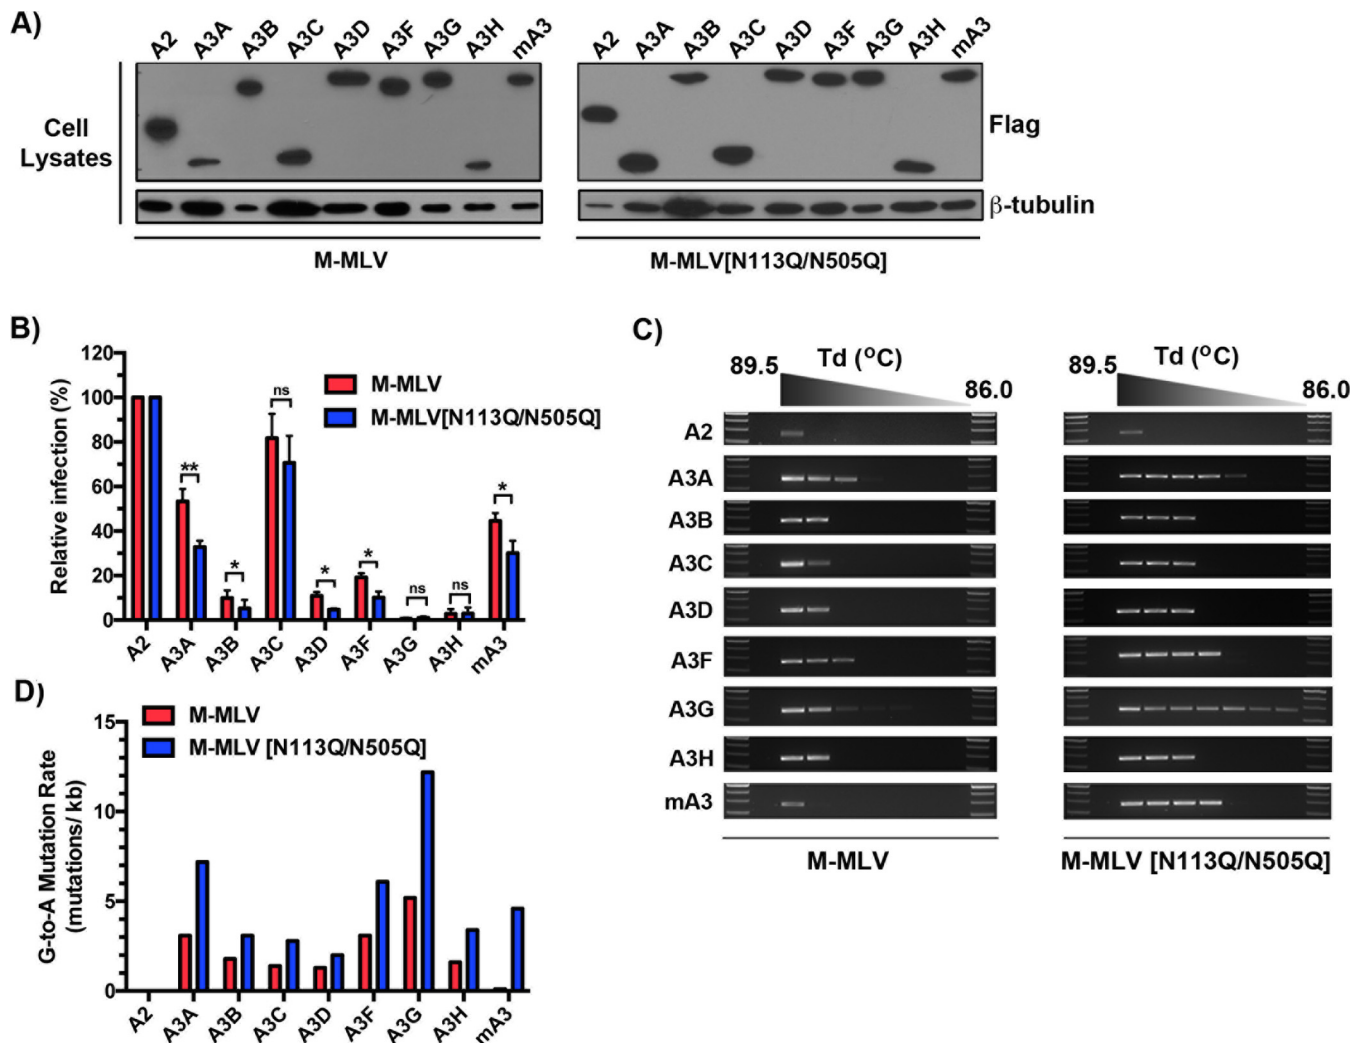 A)
A2 A3A A3B A3C A3D A3F A3G A3H mA3
A2 A3A A3B A3C A3D A3F A3G A3H mA3
Cell
Lysates
Flag
β-tubulin
M-MLV
M-MLV[N113Q/N505Q]
B)
Relative infection (%)
120
100
80
60
40
20
0
M-MLV
M-MLV[N113Q/N505Q]
** * ns * * ns ns *
A2 A3A A3B A3C A3D A3F A3G A3H mA3
C)
89.5 Td (°C) 86.0
89.5 Td (°C) 86.0
A2
A3A
A3B
A3C
A3D
A3F
A3G
A3H
mA3
M-MLV
M-MLV [N113Q/N505Q]
D)
G-to-A Mutation Rate
(mutations/ kb)
15
10
5
0
M-MLV
M-MLV [N113Q/N505Q]
A2 A3A A3B A3C A3D A3F A3G A3H mA3